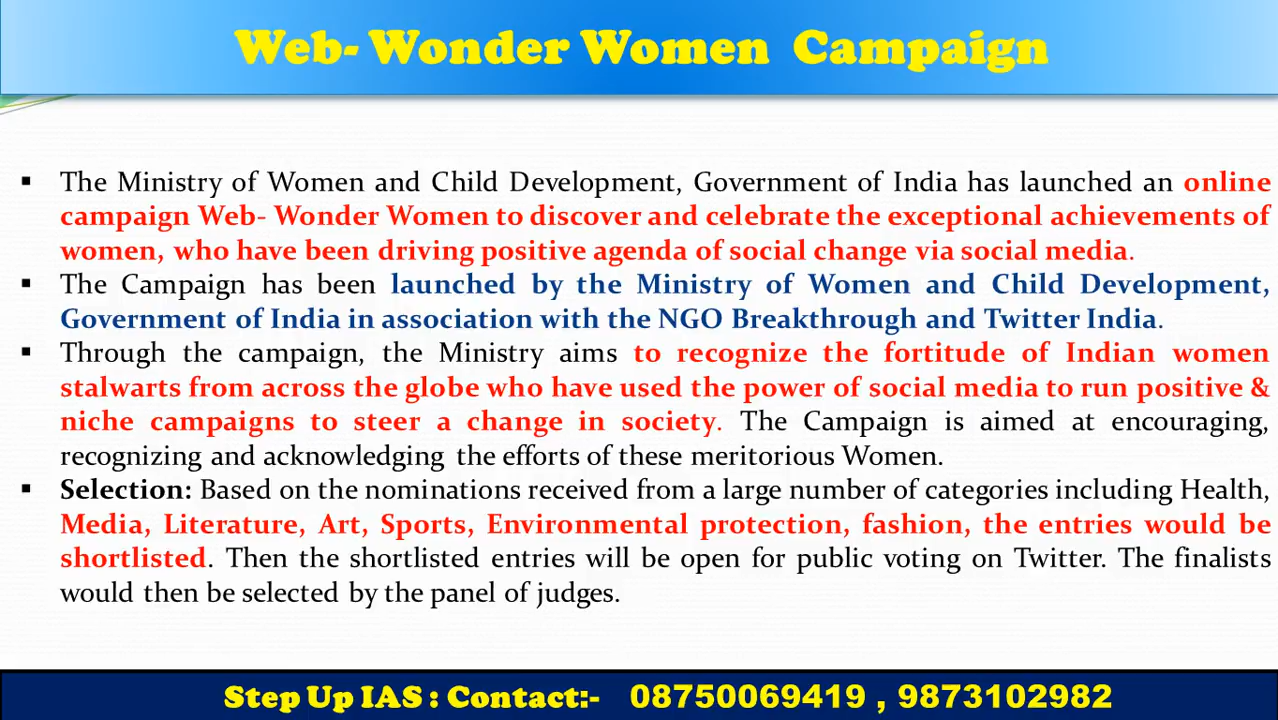 Web- Wonder Women Campaign
▪ The Ministry of Women and Child Development, Government of India has launched an online
campaign Web- Wonder Women to discover and celebrate the exceptional achievements of
women, who have been driving positive agenda of social change via social media.
▪ The Campaign has been launched by the Ministry of Women and Child Development,
Government of India in association with the NGO Breakthrough and Twitter India.
▪ Through the campaign, the Ministry aims to recognize the fortitude of Indian women
stalwarts from across the globe who have used the power of social media to run positive &
niche campaigns to steer a change in society. The Campaign is aimed at encouraging,
recognizing and acknowledging the efforts of these meritorious Women.
▪ Selection: Based on the nominations received from a large number of categories including Health,
Media, Literature, Art, Sports, Environmental protection, fashion, the entries would be
shortlisted. Then the shortlisted entries will be open for public voting on Twitter. The finalists
would then be selected by the panel of judges.
Step Up IAS : Contact:- 08750069419 , 9873102982